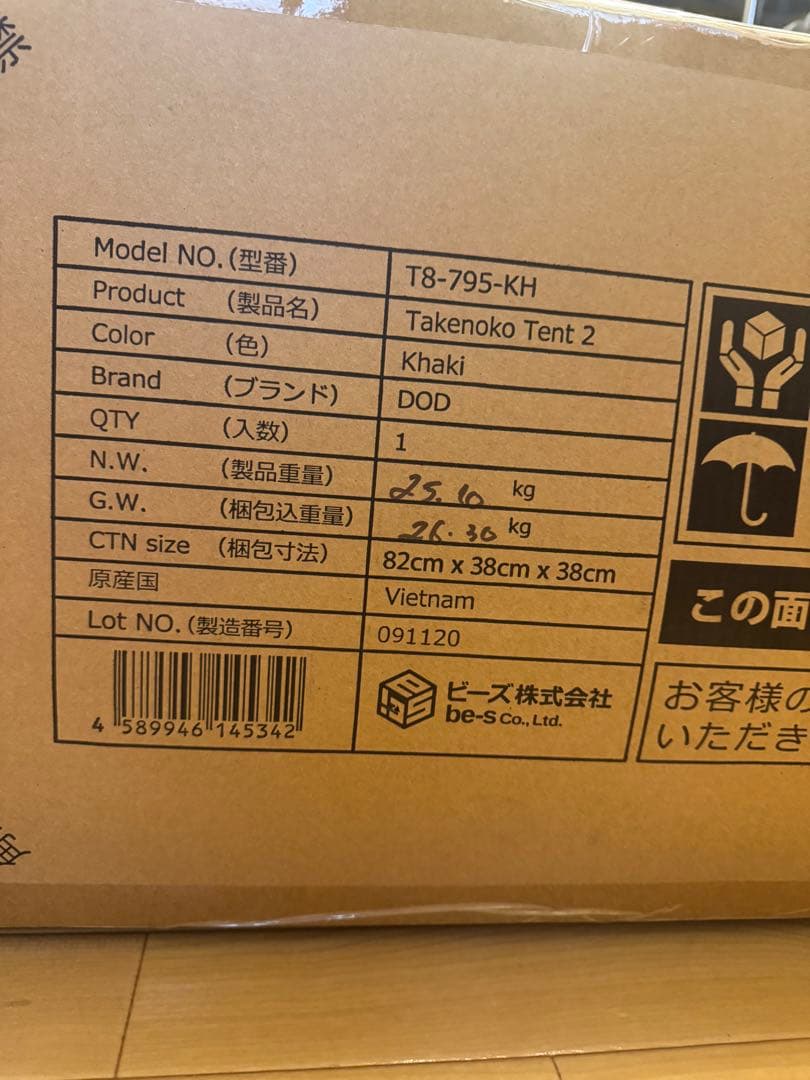 禁
Model NO.(型番) T8-795-KH
Product (製品名) Takenoko Tent 2
Color (色) Khaki
Brand (ブランド) DOD
QTY (入数) 1
N.W. (製品重量) 25.10 kg
G.W. (梱包込重量) 26.30 kg
CTN size (梱包寸法) 82cm x 38cm x 38cm
原産国 Vietnam
Lot NO.(製造番号) 091120
4 589946 145342
ビーズ株式会社
be-s Co., Ltd.
この面
お客様の
いただき